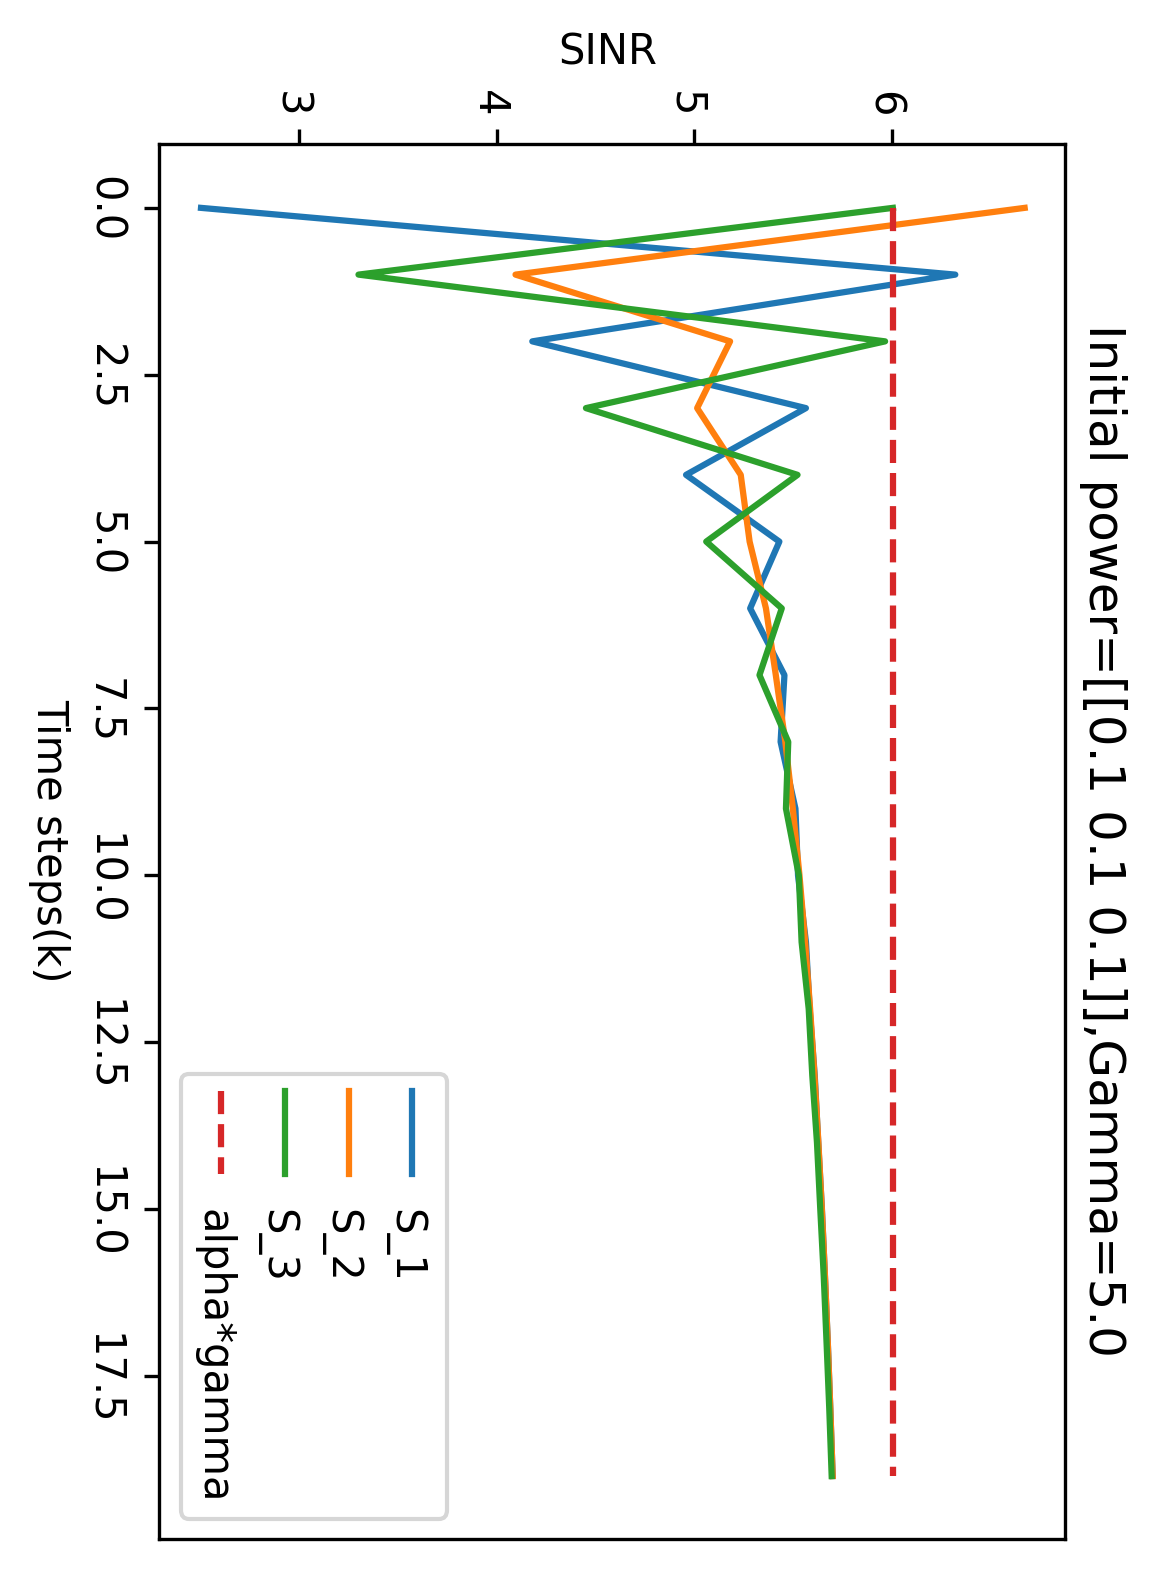 Initial power=[[0.1 0.1 0.1]],Gamma=5.0
SINR
6
5
4
3
0.0 2.5 5.0 7.5 10.0 12.5 15.0 17.5
Time steps(k)
S_1
S_2
S_3
alpha*gamma